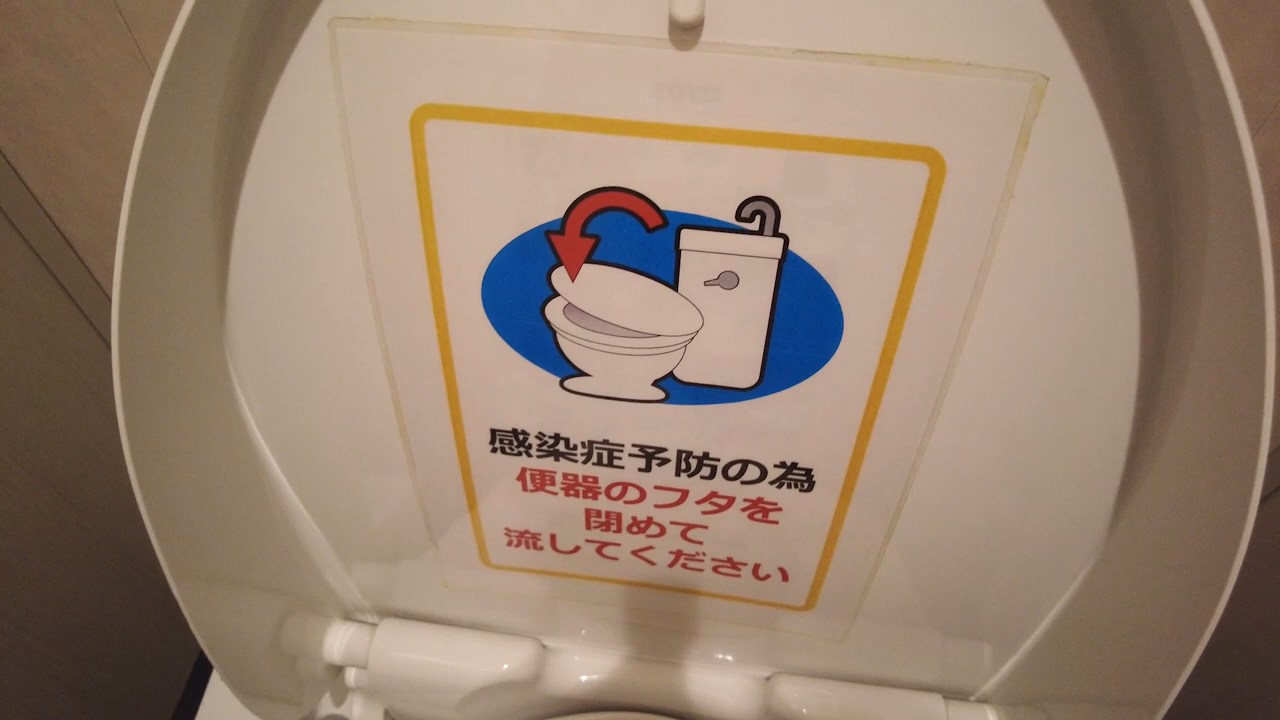 感染症予防の為
便器のフタを
閉めて
流してください